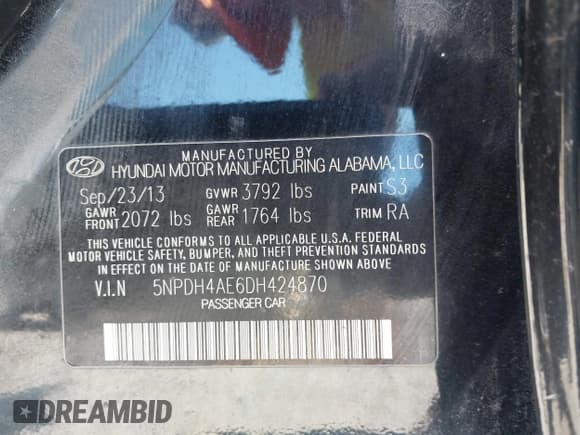 MANUFACTURED BY
HYUNDAI MOTOR MANUFACTURING ALABAMA, LLC
Sep/23/13 GVWR 3792 lbs PAINT S3
GAWR FRONT 2072 lbs GAWR REAR 1764 lbs TRIM RA
THIS VEHICLE CONFORMS TO ALL APPLICABLE U.S.A. FEDERAL
MOTOR VEHICLE SAFETY, BUMPER, AND THEFT PREVENTION STANDARDS
IN EFFECT ON THE DATE OF MANUFACTURE SHOWN ABOVE
V.I.N 5NPDH4AE6DH424870
PASSENGER CAR
DREAMBID